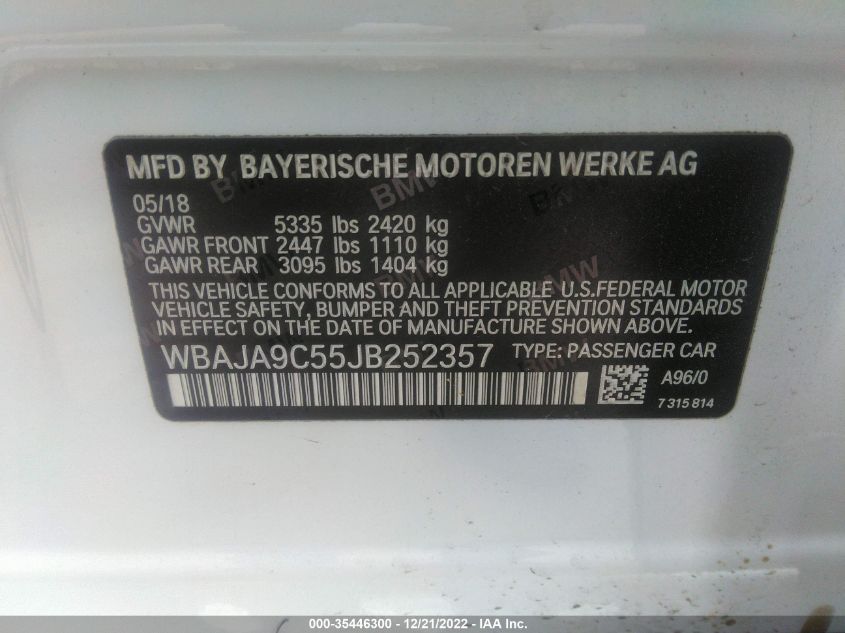 MFD BY BAYERISCHE MOTOREN WERKE AG
05/18
GVWR 5335 lbs 2420 kg
GAWR FRONT 2447 lbs 1110 kg
GAWR REAR 3095 lbs 1404 kg
THIS VEHICLE CONFORMS TO ALL APPLICABLE U.S.FEDERAL MOTOR
VEHICLE SAFETY, BUMPER AND THEFT PREVENTION STANDARDS
IN EFFECT ON THE DATE OF MANUFACTURE SHOWN ABOVE.
WBAJA9C55JB252357 TYPE: PASSENGER CAR
A96/0
7 315 814
000-35446300 - 12/21/2022 - IAA Inc.